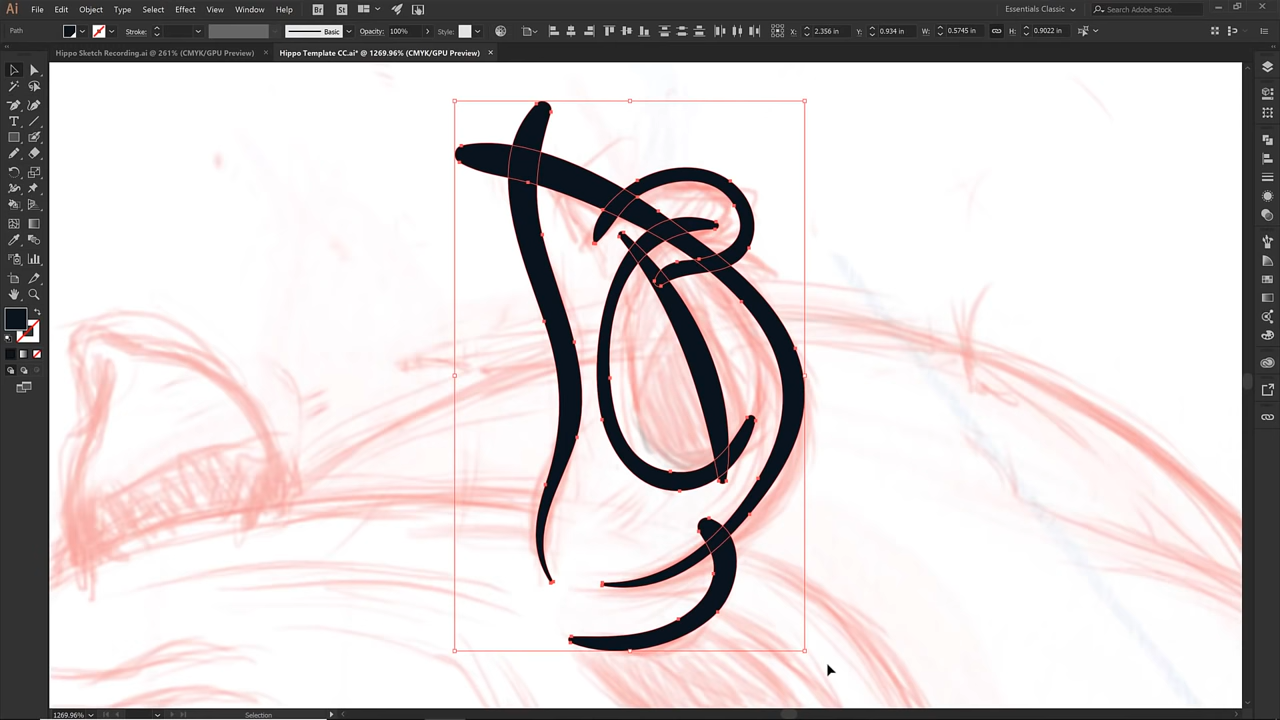 Ai File Edit Object Type Select Effect View Window Help Br St Essentials Classic Search Adobe Stock
Path Stroke: Basic Opacity: 100% Style: X: 2.356 in Y: 0.934 in W: 0.5745 in H: 0.9022 in
Hippo Sketch Recording.ai @ 261% (CMYK/GPU Preview) × Hippo Template CC.ai* @ 1269.96% (CMYK/GPU Preview) ×
1269.96% Selection